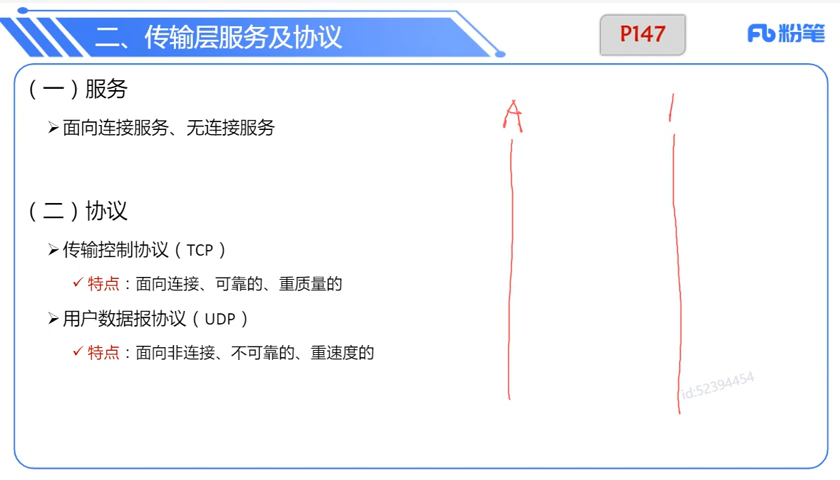 二、传输层服务及协议
P147
粉笔
（一）服务
➢面向连接服务、无连接服务
（二）协议
➢传输控制协议（TCP）
✓特点：面向连接、可靠的、重质量的
➢用户数据报协议（UDP）
✓特点：面向非连接、不可靠的、重速度的
A
id:52394454